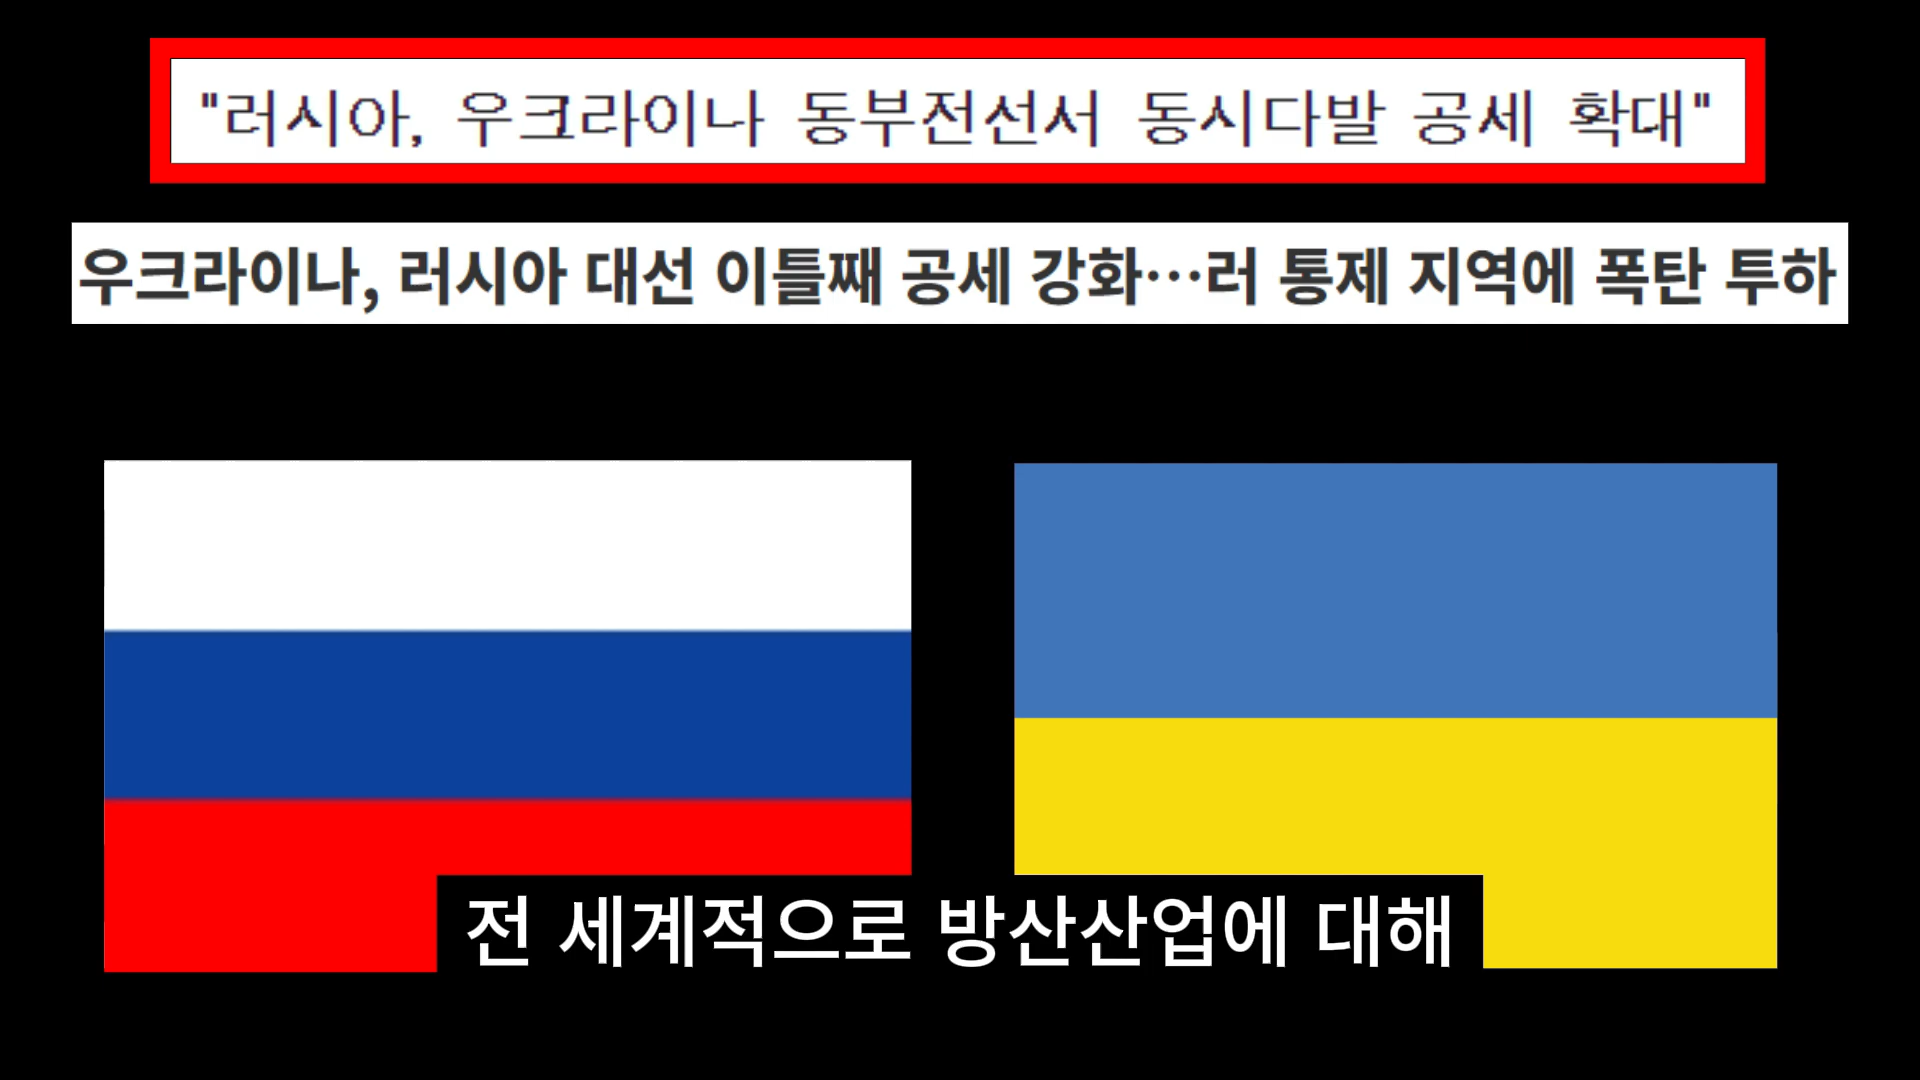 "러시아, 우크라이나 동부전선서 동시다발 공세 확대"
우크라이나, 러시아 대선 이틀째 공세 강화…러 통제 지역에 폭탄 투하
전 세계적으로 방산산업에 대해